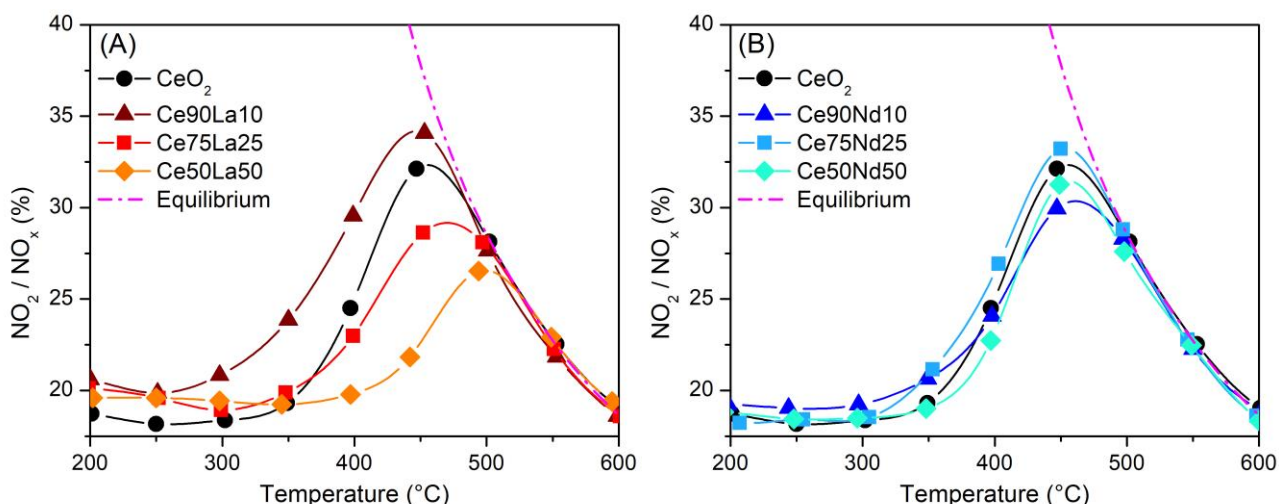 (A)
CeO₂
Ce90La10
Ce75La25
Ce50La50
Equilibrium
NO₂ / NOₓ (%)
40
35
30
25
20
200 300 400 500 600
Temperature (°C)
(B)
CeO₂
Ce90Nd10
Ce75Nd25
Ce50Nd50
Equilibrium
NO₂ / NOₓ (%)
40
35
30
25
20
200 300 400 500 600
Temperature (°C)